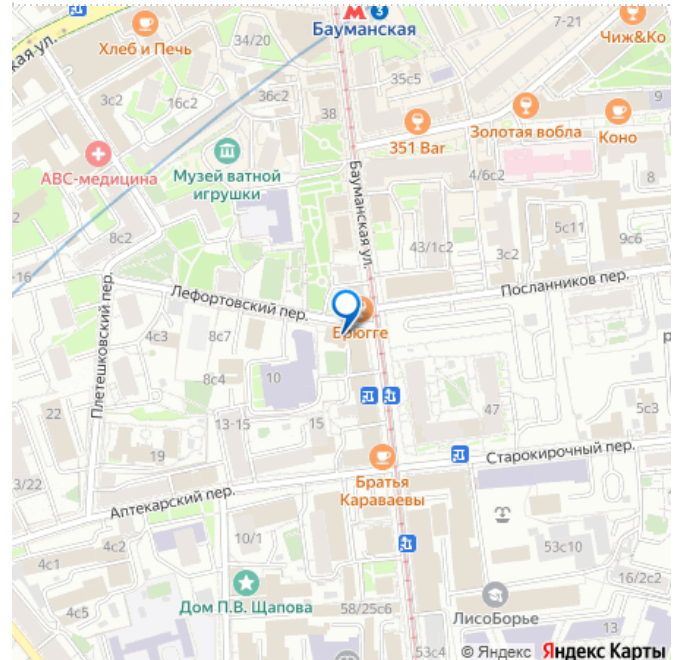 3
Бауманская
Хлеб и Печь
кая ул.
34/20
7-21
Чиж&Ко
3с2
16с2
36с2
35с5
38
9
351 Bar
Золотая вобла
Коно
АВС-медицина
Музей ватной
игрушки
Бауманская ул.
4/6с2
8
8с2
43/1с2
3с2
5с11
9с6
-16
Лефортовский пер.
Посланников пер.
Плетешковский пер.
Брюгге
4с3
8с7
8с4
10
22
13-15
15
47
5с3
19
Старокирочный пер.
3/22
Братья
Караваевы
Аптекарский пер.
4с2
10/1
4с1
53с10
16/2с2
4с5
Дом П.В. Щапова
58/25с6
ЛисоБорье
13
53с4
© Яндекс Яндекс Карты